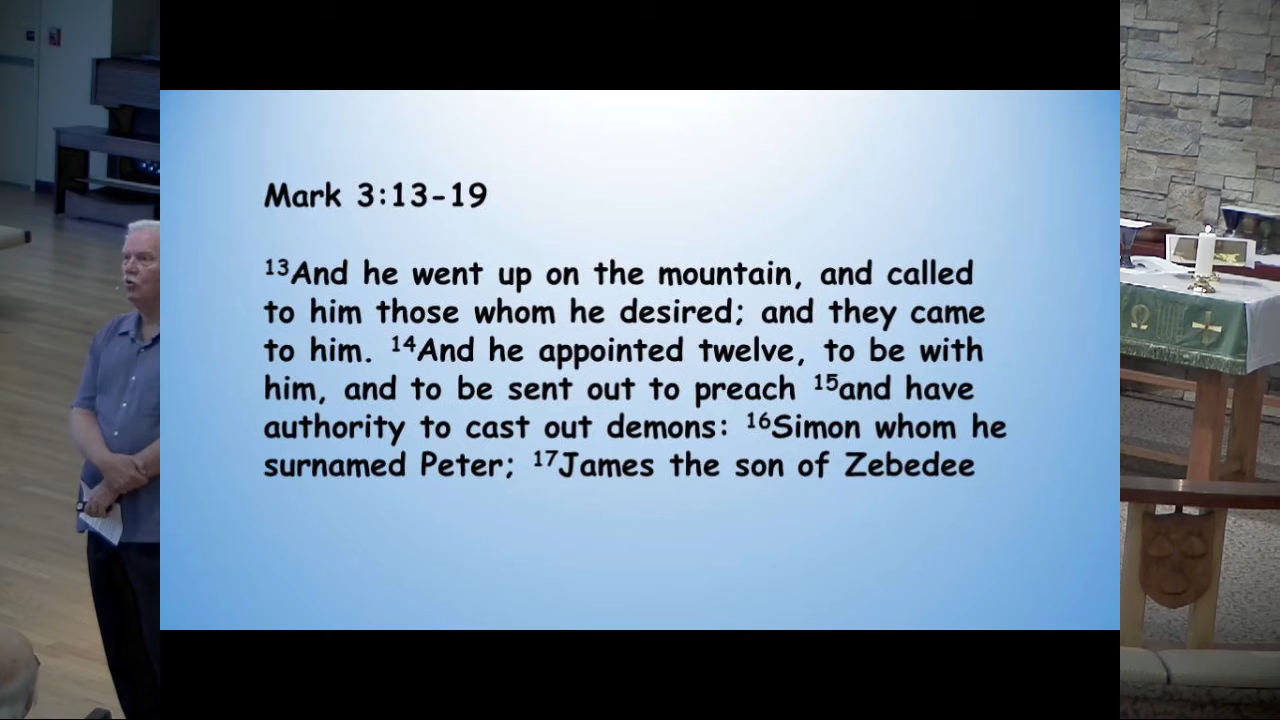 Mark 3:13-19
¹³And he went up on the mountain, and called
to him those whom he desired; and they came
to him. ¹⁴And he appointed twelve, to be with
him, and to be sent out to preach ¹⁵and have
authority to cast out demons: ¹⁶Simon whom he
surnamed Peter; ¹⁷James the son of Zebedee